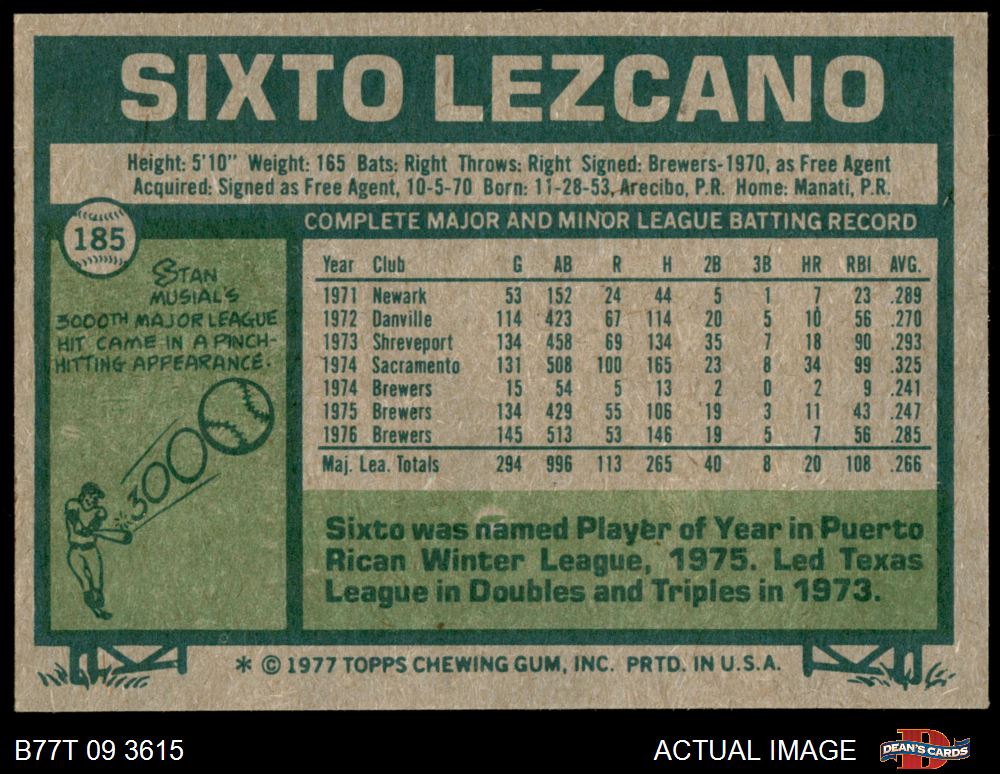 SIXTO LEZCANO
Height: 5'10" Weight: 165 Bats: Right Throws: Right Signed: Brewers-1970, as Free Agent
Acquired: Signed as Free Agent, 10-5-70 Born: 11-28-53, Arecibo, P.R. Home: Manati, P.R.
185
STAN
MUSIAL'S
3000TH MAJOR LEAGUE
HIT CAME IN A PINCH-
HITTING APPEARANCE.
3000
COMPLETE MAJOR AND MINOR LEAGUE BATTING RECORD
Year Club G AB R H 2B 3B HR RBI AVG.
1971 Newark 53 152 24 44 5 1 7 23 .289
1972 Danville 114 423 67 114 20 5 10 56 .270
1973 Shreveport 134 458 69 134 35 7 18 90 .293
1974 Sacramento 131 508 100 165 23 8 34 99 .325
1974 Brewers 15 54 5 13 2 0 2 9 .241
1975 Brewers 134 429 55 106 19 3 11 43 .247
1976 Brewers 145 513 53 146 19 5 7 56 .285
Maj. Lea. Totals 294 996 113 265 40 8 20 108 .266
Sixto was named Player of Year in Puerto
Rican Winter League, 1975. Led Texas
League in Doubles and Triples in 1973.
* © 1977 TOPPS CHEWING GUM, INC. PRTD. IN U.S.A.
B77T 09 3615
ACTUAL IMAGE
DEAN'S CARDS